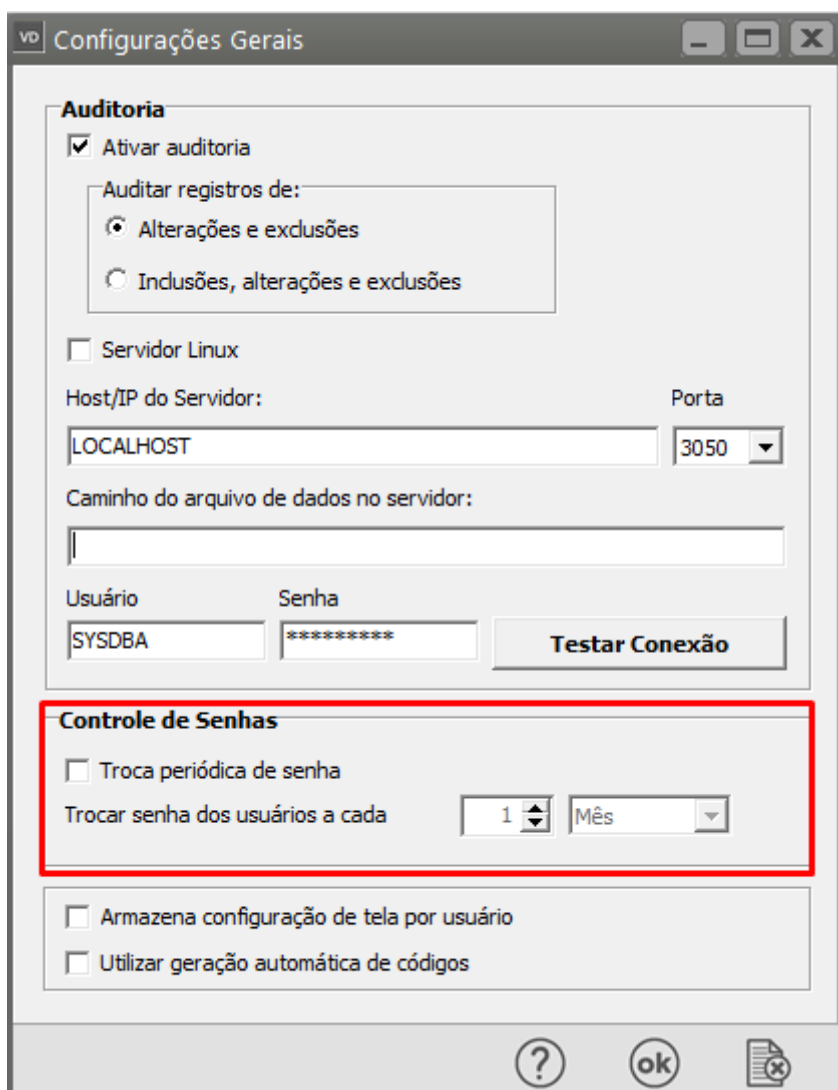 VD Configurações Gerais
Auditoria
Ativar auditoria
Auditar registros de:
Alterações e exclusões
Inclusões, alterações e exclusões
Servidor Linux
Host/IP do Servidor: Porta
LOCALHOST 3050
Caminho do arquivo de dados no servidor:
Usuário Senha
SYSDBA ********* Testar Conexão
Controle de Senhas
Troca periódica de senha
Trocar senha dos usuários a cada 1 Mês
Armazena configuração de tela por usuário
Utilizar geração automática de códigos
? ok